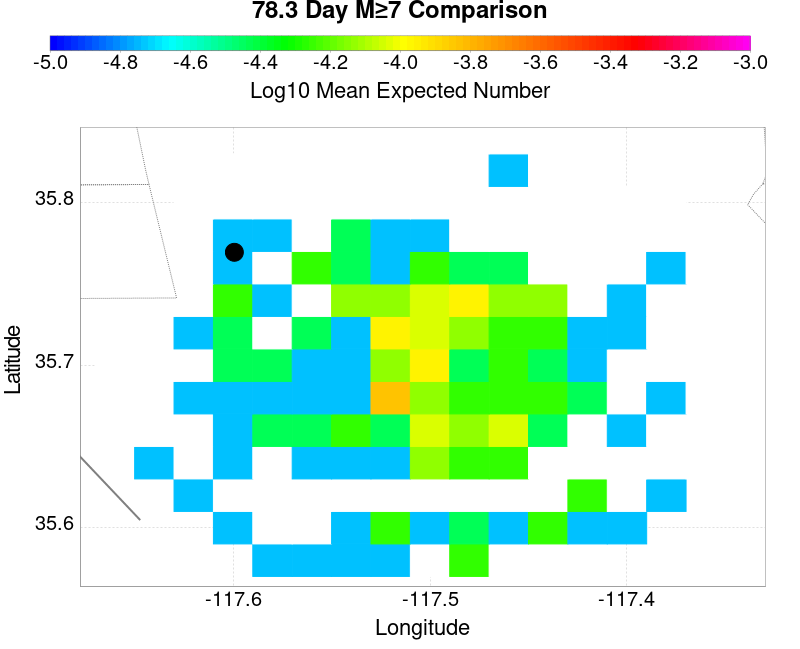 78.3 Day M≥7 Comparison
-5.0 -4.8 -4.6 -4.4 -4.2 -4.0 -3.8 -3.6 -3.4 -3.2 -3.0
Log10 Mean Expected Number
35.8
35.7
35.6
Latitude
-117.6 -117.5 -117.4
Longitude